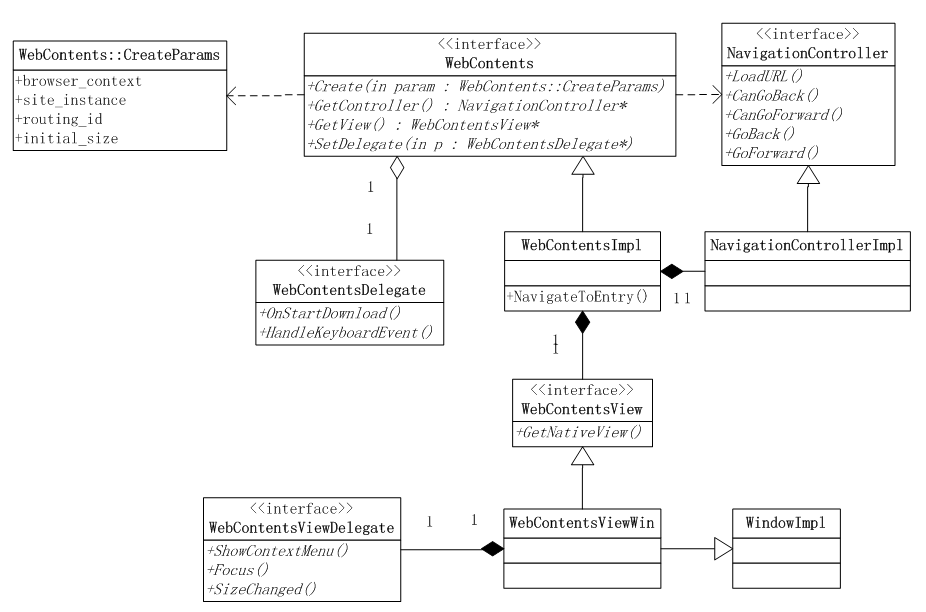 WebContents::CreateParams
+browser_context
+site_instance
+routing_id
+initial_size
<<interface>>
WebContents
+Create(in param : WebContents::CreateParams)
+GetController() : NavigationController*
+GetView() : WebContentsView*
+SetDelegate(in p : WebContentsDelegate*)
<<interface>>
NavigationController
+LoadURL()
+CanGoBack()
+CanGoForward()
+GoBack()
+GoForward()
1
1
<<interface>>
WebContentsDelegate
+OnStartDownload()
+HandleKeyboardEvent()
WebContentsImpl
+NavigateToEntry()
1 1
NavigationControllerImpl
1
1
<<interface>>
WebContentsView
+GetNativeView()
<<interface>>
WebContentsViewDelegate
+ShowContextMenu()
+Focus()
+SizeChanged()
1 1
WebContentsViewWin
WindowImpl